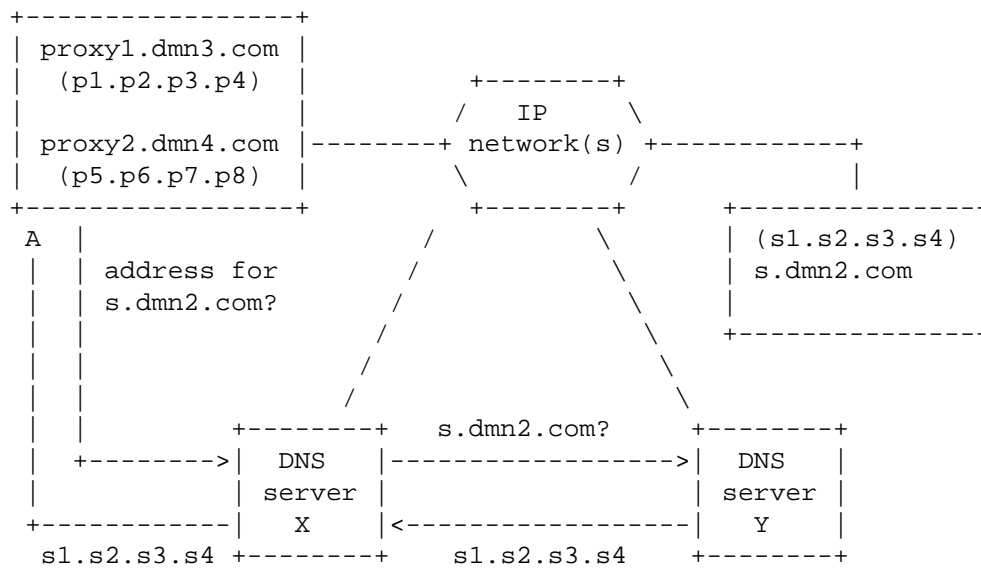 proxy1.dmn3.com
(p1.p2.p3.p4)
IP
proxy2.dmn4.com
network(s)
(p5.p6.p7.p8)
A
(s1.s2.s3.s4)
address for
s.dmn2.com
s.dmn2.com?
s.dmn2.com?
DNS
DNS
server
server
X
Y
s1.s2.s3.s4
s1.s2.s3.s4